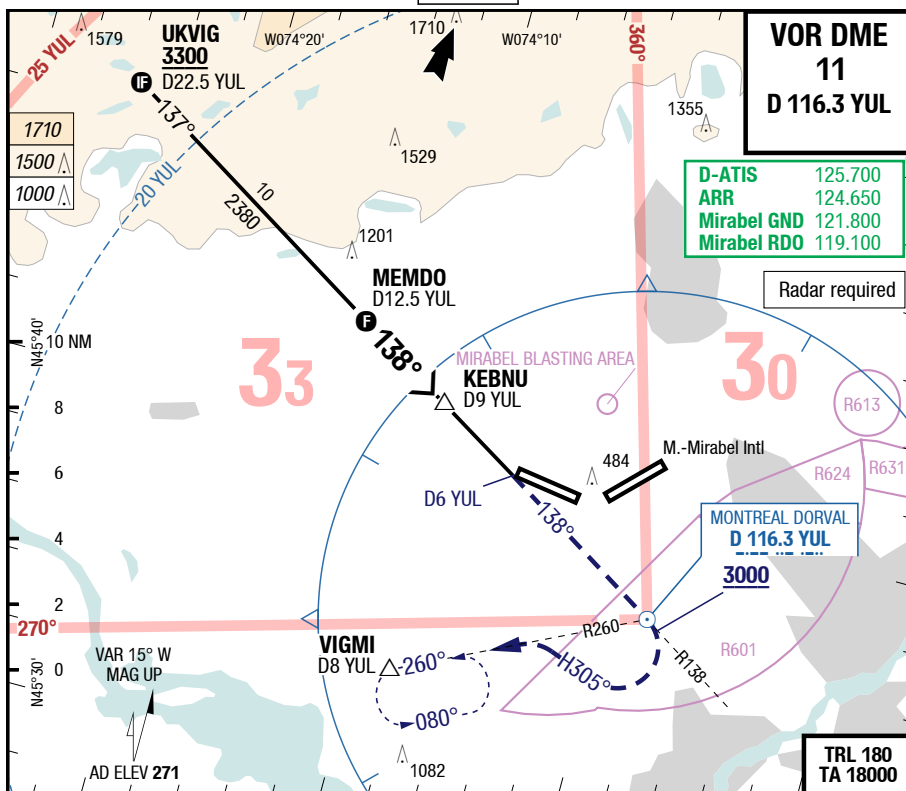 1579
UKVIG
3300
D22.5 YUL
W074°20'
1710
W074°10'
360°
25 YUL
VOR DME
11
D 116.3 YUL
IF
137°
1710
1500
1000
20 YUL
1529
1355
10
2380
D-ATIS 125.700
ARR 124.650
Mirabel GND 121.800
Mirabel RDO 119.100
1201
MEMDO
D12.5 YUL
Radar required
F
138°
N45°40'
10 NM
33
MIRABEL BLASTING AREA
30
KEBNU
D9 YUL
8
R613
484
M.-Mirabel Intl
6
R624
R631
D6 YUL
138°
4
MONTREAL DORVAL
D 116.3 YUL
3000
2
270°
R260
VIGMI
D8 YUL
260°
H305°
R138
R601
VAR 15° W
MAG UP
0
N45°30'
080°
1082
AD ELEV 271
TRL 180
TA 18000